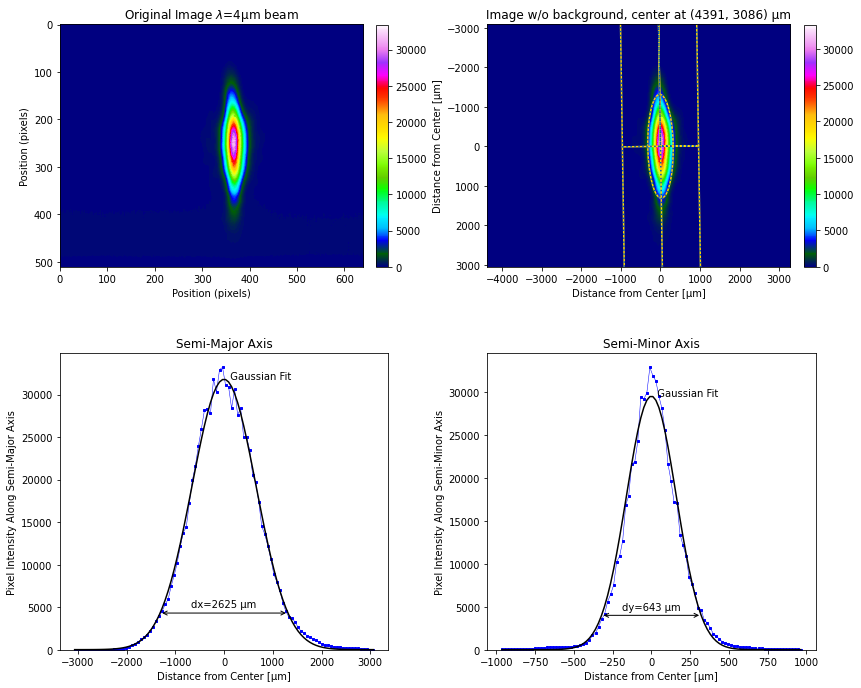 Original Image λ=4μm beam
0
100
200
300
400
500
Position (pixels)
0 100 200 300 400 500 600
Position (pixels)
30000
25000
20000
15000
10000
5000
0
Image w/o background, center at (4391, 3086) μm
−3000
−2000
−1000
0
1000
2000
3000
Distance from Center [μm]
−4000 −3000 −2000 −1000 0 1000 2000 3000
Distance from Center [μm]
30000
25000
20000
15000
10000
5000
0
Semi-Major Axis
Pixel Intensity Along Semi-Major Axis
30000
25000
20000
15000
10000
5000
0
Gaussian Fit
dx=2625 μm
−3000 −2000 −1000 0 1000 2000 3000
Distance from Center [μm]
Semi-Minor Axis
Pixel Intensity Along Semi-Minor Axis
30000
25000
20000
15000
10000
5000
0
Gaussian Fit
dy=643 μm
−1000 −750 −500 −250 0 250 500 750 1000
Distance from Center [μm]